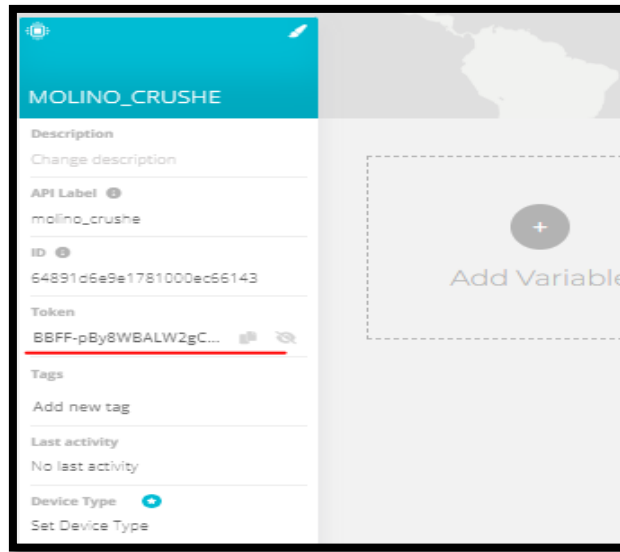 MOLINO_CRUSHE
Description
Change description
API Label
molino_crushe
ID
64891d6e9e1781000ec66143
Token
BBFF-pBy8WBALW2gC...
Tags
Add new tag
Last activity
No last activity
Device Type
Set Device Type
Add Variable